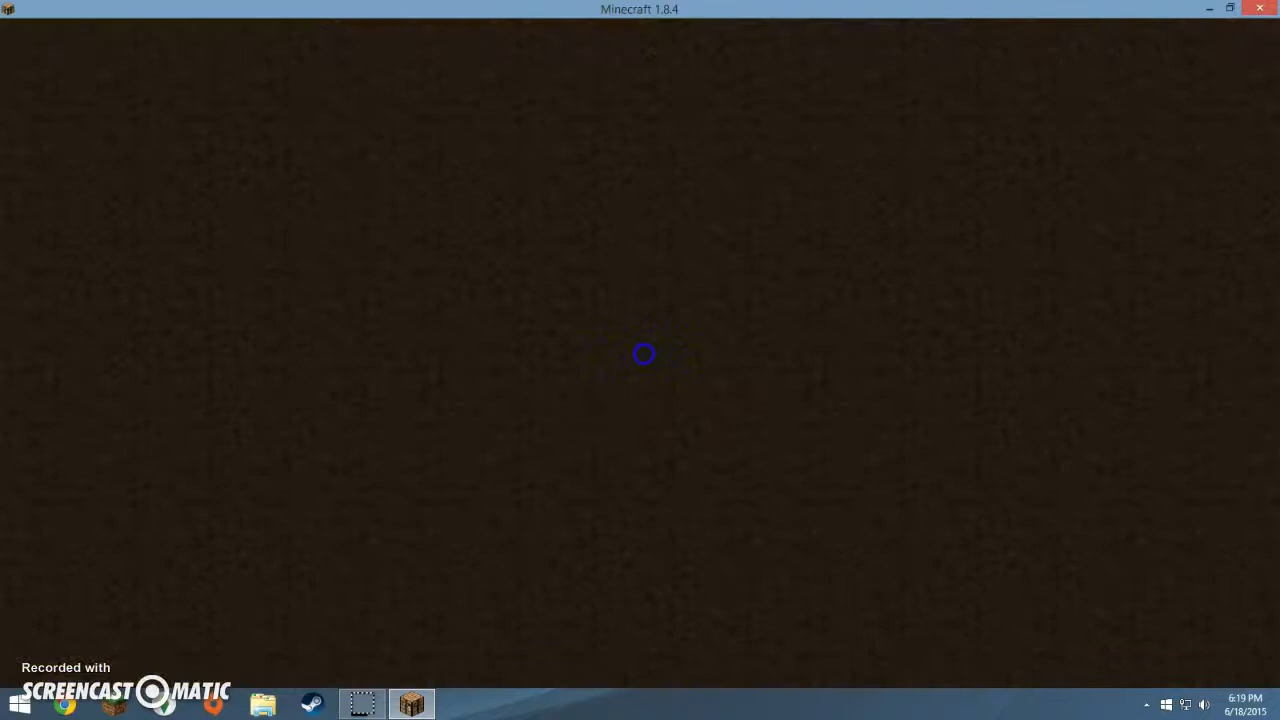 Minecraft 1.8.4
Recorded with
SCREENCAST MATIC
6:19 PM
6/18/2015